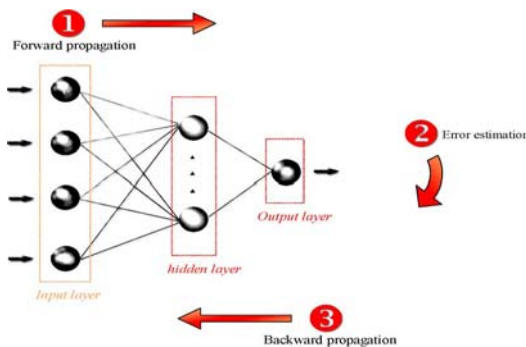 1
Forward propagation
2
Error estimation
Output layer
hidden layer
Input layer
3
Backward propagation